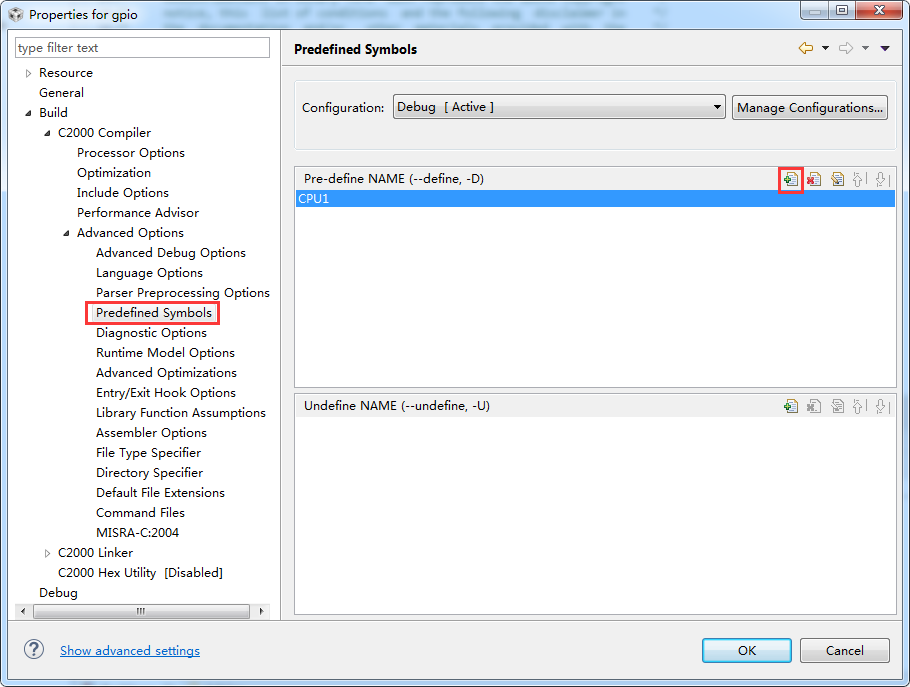 Properties for gpio
type filter text
Resource
General
Build
C2000 Compiler
Processor Options
Optimization
Include Options
Performance Advisor
Advanced Options
Advanced Debug Options
Language Options
Parser Preprocessing Options
Predefined Symbols
Diagnostic Options
Runtime Model Options
Advanced Optimizations
Entry/Exit Hook Options
Library Function Assumptions
Assembler Options
File Type Specifier
Directory Specifier
Default File Extensions
Command Files
MISRA-C:2004
C2000 Linker
C2000 Hex Utility [Disabled]
Debug
Show advanced settings
Predefined Symbols
Configuration:
Debug [ Active ]
Manage Configurations...
Pre-define NAME (--define, -D)
CPU1
Undefine NAME (--undefine, -U)
OK
Cancel